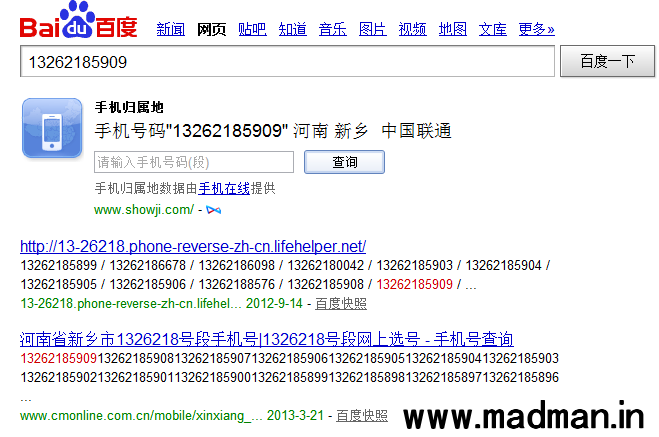 Bai du 百度
新闻 网页 贴吧 知道 音乐 图片 视频 地图 文库 更多»
13262185909 百度一下
手机归属地
手机号码"13262185909" 河南 新乡 中国联通
请输入手机号码(段) 查询
手机归属地数据由手机在线提供
www.showji.com/ -
http://13-26218.phone-reverse-zh-cn.lifehelper.net/
13262185899 / 13262186678 / 13262186098 / 13262180042 / 13262185903 / 13262185904 /
13262185905 / 13262185906 / 13262188576 / 13262185908 / 13262185909 / ...
13-26218.phone-reverse-zh-cn.lifehel... 2012-9-14 - 百度快照
河南省新乡市1326218号段手机号|1326218号段网上选号 - 手机号查询
1326218590913262185908132621859071326218590613262185905132621859041326218590​3
1326218590213262185901132621859001326218589913262185898132621858971326218589​6
...
www.cmonline.com.cn/mobile/xinxiang_... 2013-3-21 - 百度快照
www.madman.in